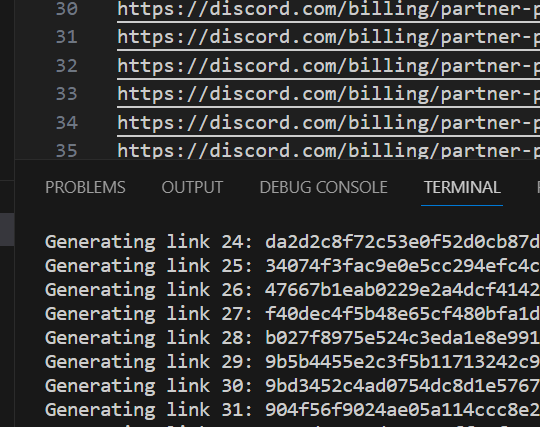 30 https://discord.com/billing/partner-p
31 https://discord.com/billing/partner-p
32 https://discord.com/billing/partner-p
33 https://discord.com/billing/partner-p
34 https://discord.com/billing/partner-p
35 https://discord.com/billing/partner-p
PROBLEMS OUTPUT DEBUG CONSOLE TERMINAL
Generating link 24: da2d2c8f72c53e0f52d0cb87d
Generating link 25: 34074f3fac9e0e5cc294efc4c
Generating link 26: 47667b1eab0229e2a4dcf4142
Generating link 27: f40dec4f5b48e65cf480bfa1d
Generating link 28: b027f8975e524c3eda1e8e991
Generating link 29: 9b5b4455e2c3f5b11713242c9
Generating link 30: 9bd3452c4ad0754dc8d1e5767
Generating link 31: 904f56f9024ae05a114ccc8e2